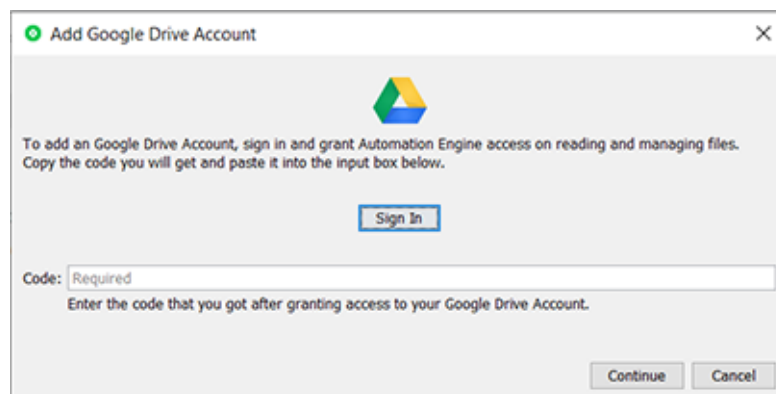 Add Google Drive Account
To add an Google Drive Account, sign in and grant Automation Engine access on reading and managing files.
Copy the code you will get and paste it into the input box below.
Sign In
Code: Required
Enter the code that you got after granting access to your Google Drive Account.
Continue Cancel